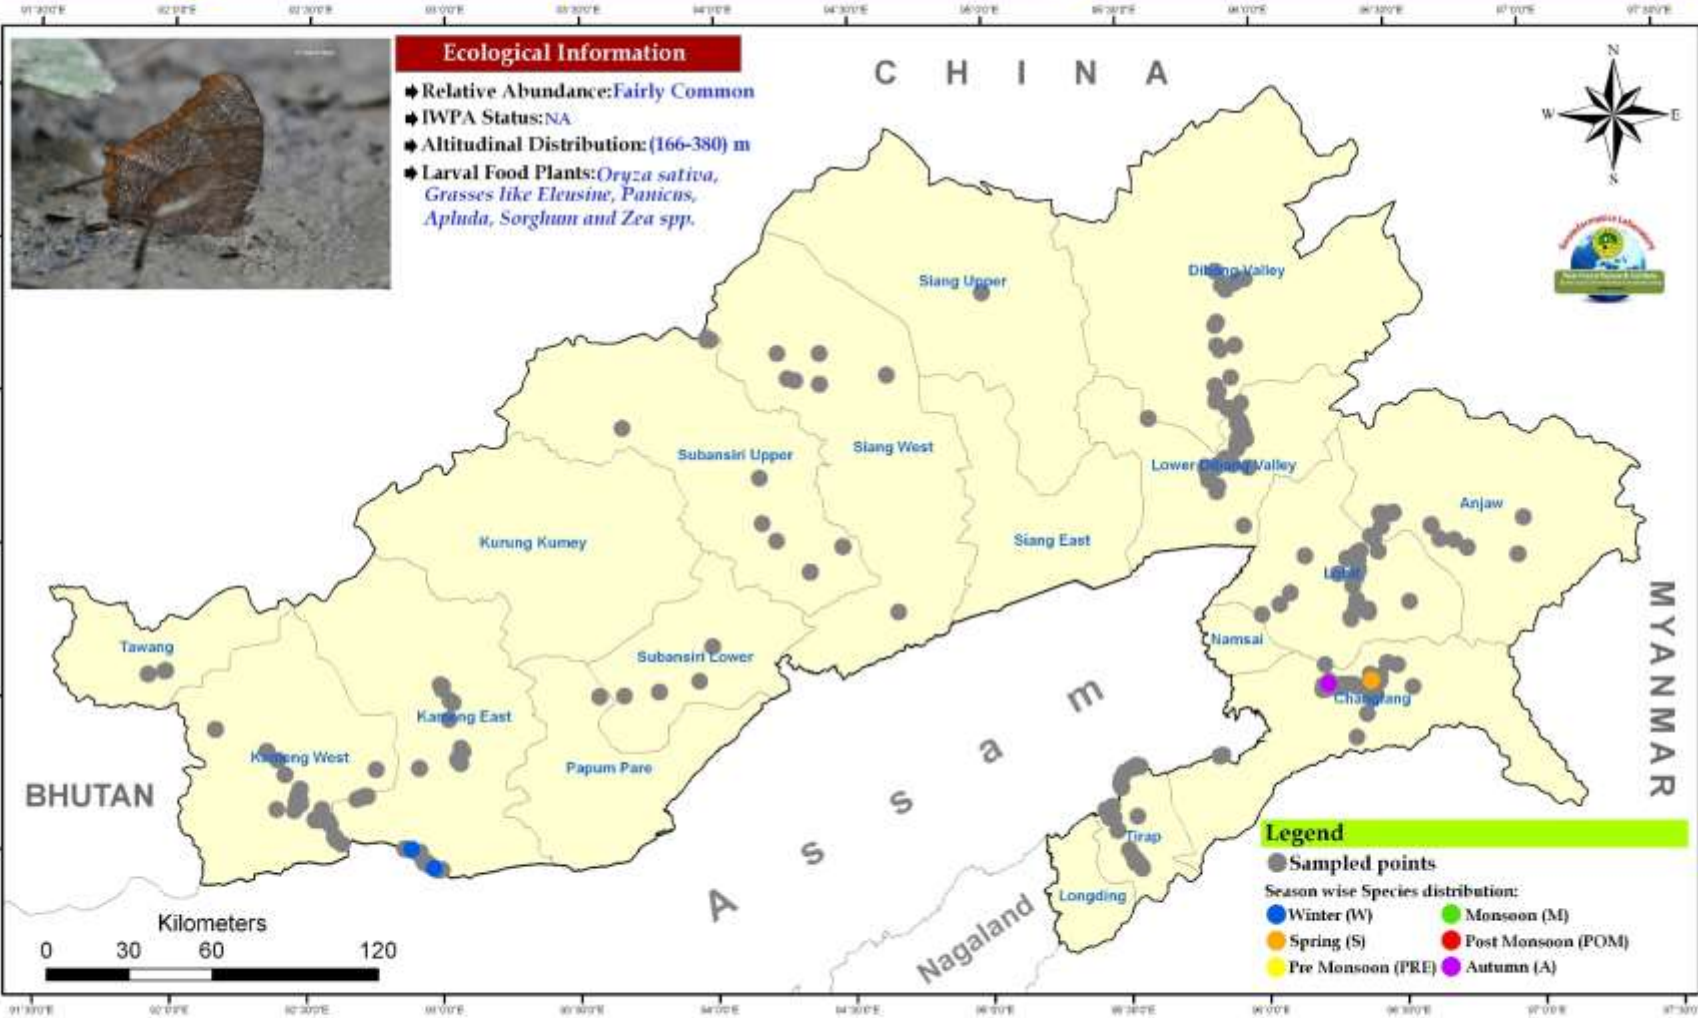 Ecological Information
Relative Abundance:Fairly Common
IWPA Status:NA
Altitudinal Distribution:(166-380) m
Larval Food Plants:Oryza sativa,
Grasses like Eleusine, Panicus,
Apluda, Sorghum and Zea spp.
C H I N A
N
W
E
S
Siang Upper
Dibang Valley
Subansiri Upper
Siang West
Lower Dibang Valley
Anjaw
Kurung Kumey
Siang East
Lohit
Namsai
Tawang
Subansiri Lower
Changlang
Kameng East
Kameng West
Papum Pare
BHUTAN
MYANMAR
Assam
Tirap
Longding
Nagaland
Kilometers
0 30 60 120
Legend
Sampled points
Season wise Species distribution:
Winter (W)
Monsoon (M)
Spring (S)
Post Monsoon (POM)
Pre Monsoon (PRE)
Autumn (A)